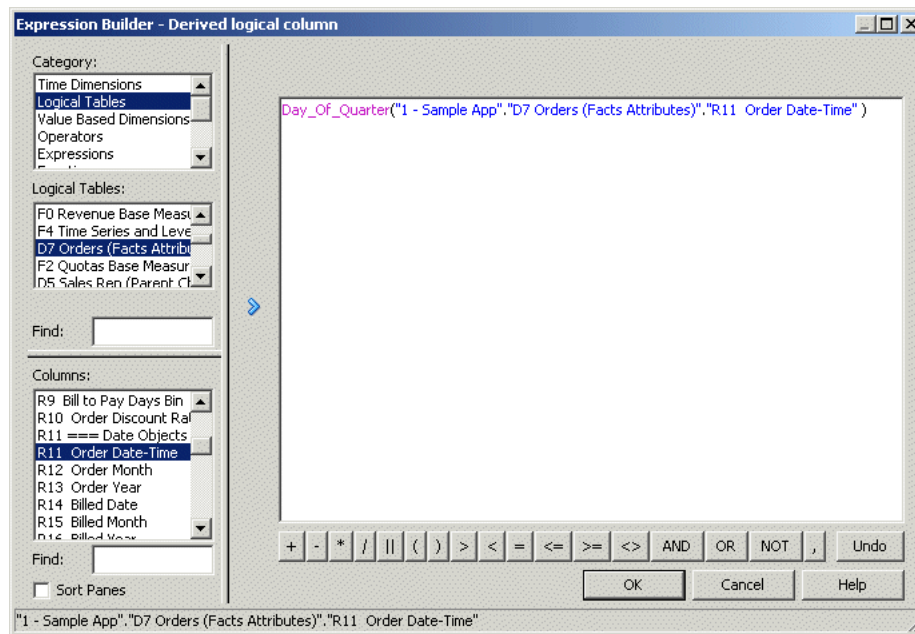 Expression Builder - Derived logical column
Category:
Time Dimensions
Logical Tables
Value Based Dimensions
Operators
Expressions
Logical Tables:
F0 Revenue Base Measu
F4 Time Series and Leve
D7 Orders (Facts Attribu
F2 Quotas Base Measur
D5 Sales Rep (Parent Ch
Find:
Columns:
R9 Bill to Pay Days Bin
R10 Order Discount Ra
R11 === Date Objects
R11 Order Date-Time
R12 Order Month
R13 Order Year
R14 Billed Date
R15 Billed Month
R16 Billed Year
Find:
Sort Panes
Day_Of_Quarter("1 - Sample App"."D7 Orders (Facts Attributes)"."R11  Order Date-Time" )
+ - * / || ( ) > < = <= >= <> AND OR NOT , Undo
OK Cancel Help
"1 - Sample App"."D7 Orders (Facts Attributes)"."R11  Order Date-Time"